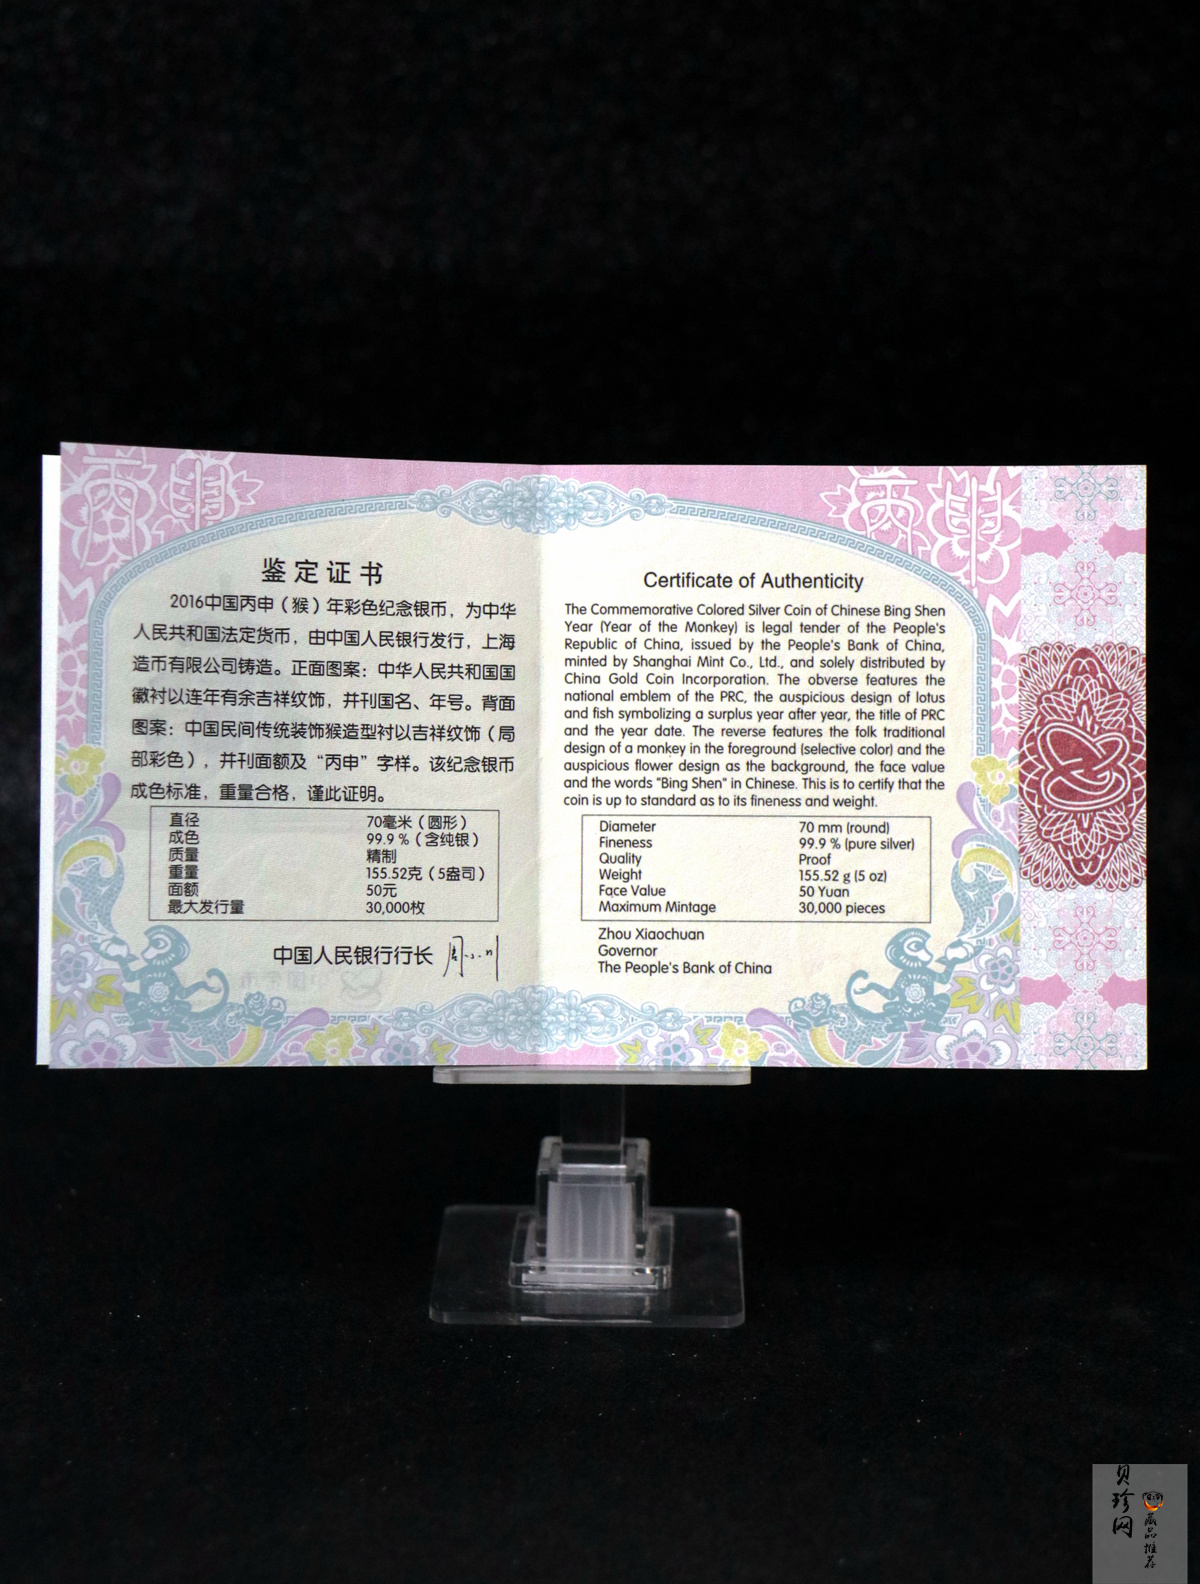 鉴定证书
2016中国丙申（猴）年彩色纪念银币，为中华
人民共和国法定货币，由中国人民银行发行，上海
造币有限公司铸造。正面图案：中华人民共和国国
徽衬以连年有余吉祥纹饰，并刊国名、年号。背面
图案：中国民间传统装饰猴造型衬以吉祥纹饰（局
部彩色），并刊面额及“丙申”字样。该纪念银币
成色标准，重量合格，谨此证明。
直径 70毫米（圆形）
成色 99.9％（含纯银）
质量 精制
重量 155.52克（5盎司）
面额 50元
最大发行量 30,000枚
中国人民银行行长
Certificate of Authenticity
The Commemorative Colored Silver Coin of Chinese Bing Shen
Year (Year of the Monkey) is legal tender of the People's
Republic of China, issued by the People's Bank of China,
minted by Shanghai Mint Co., Ltd., and solely distributed by
China Gold Coin Incorporation. The obverse features the
national emblem of the PRC, the auspicious design of lotus
and fish symbolizing a surplus year after year, the title of PRC
and the year date. The reverse features the folk traditional
design of a monkey in the foreground (selective color) and the
auspicious flower design as the background, the face value
and the words "Bing Shen" in Chinese. This is to certify that the
coin is up to standard as to its fineness and weight.
Diameter 70 mm (round)
Fineness 99.9 % (pure silver)
Quality Proof
Weight 155.52 g (5 oz)
Face Value 50 Yuan
Maximum Mintage 30,000 pieces
Zhou Xiaochuan
Governor
The People's Bank of China
贝珍网
藏品推荐